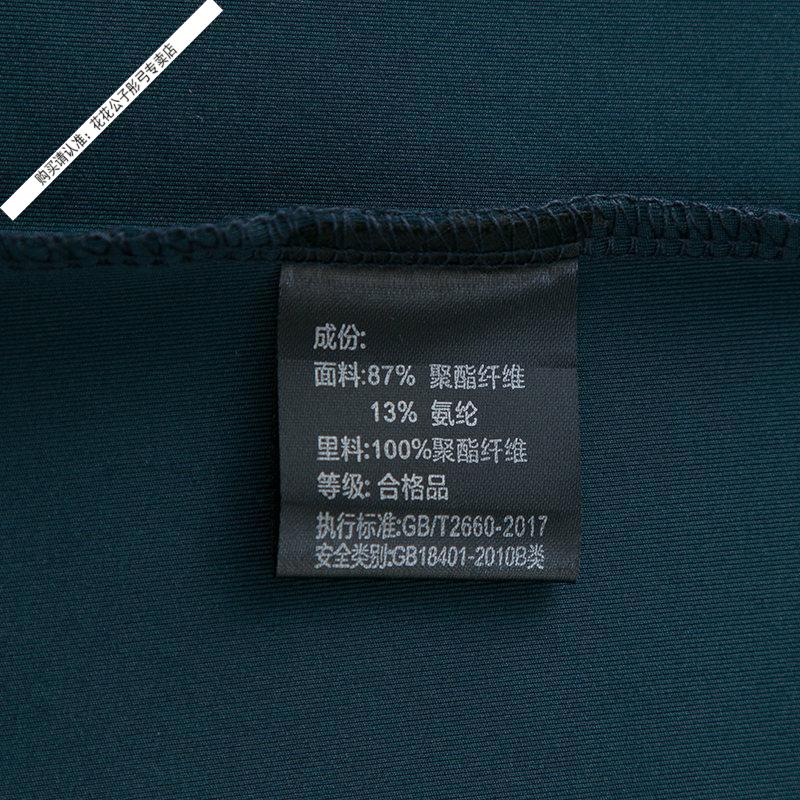 购买请认准：花花公子彤弓专卖店
成份:
面料:87% 聚酯纤维
13% 氨纶
里料:100%聚酯纤维
等级: 合格品
执行标准:GB/T2660-2017
安全类别:GB18401-2010B类